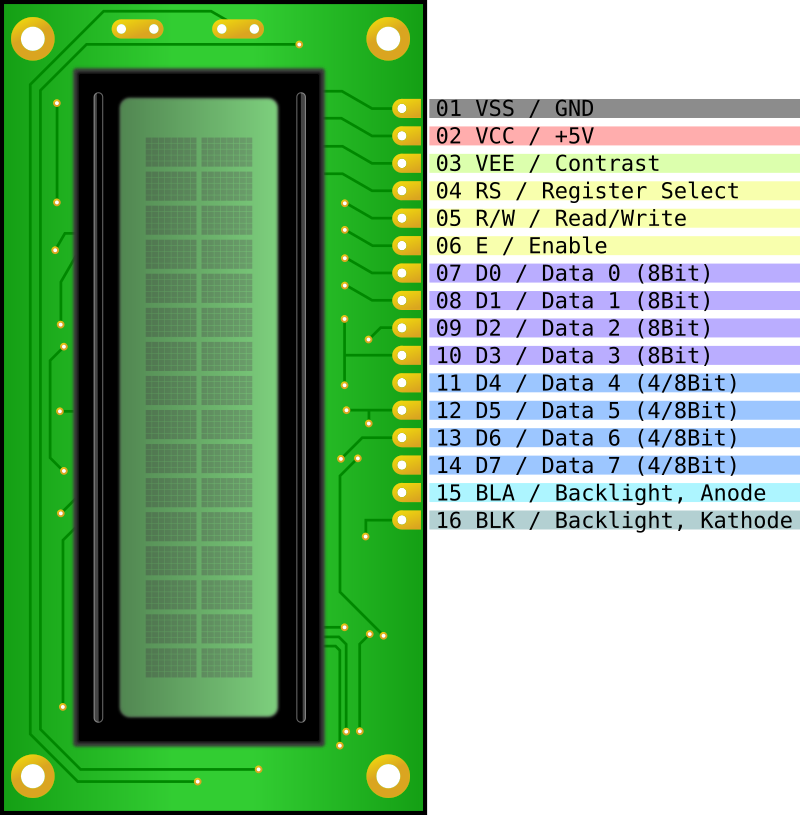 01 VSS / GND
02 VCC / +5V
03 VEE / Contrast
04 RS / Register Select
05 R/W / Read/Write
06 E / Enable
07 D0 / Data 0 (8Bit)
08 D1 / Data 1 (8Bit)
09 D2 / Data 2 (8Bit)
10 D3 / Data 3 (8Bit)
11 D4 / Data 4 (4/8Bit)
12 D5 / Data 5 (4/8Bit)
13 D6 / Data 6 (4/8Bit)
14 D7 / Data 7 (4/8Bit)
15 BLA / Backlight, Anode
16 BLK / Backlight, Kathode